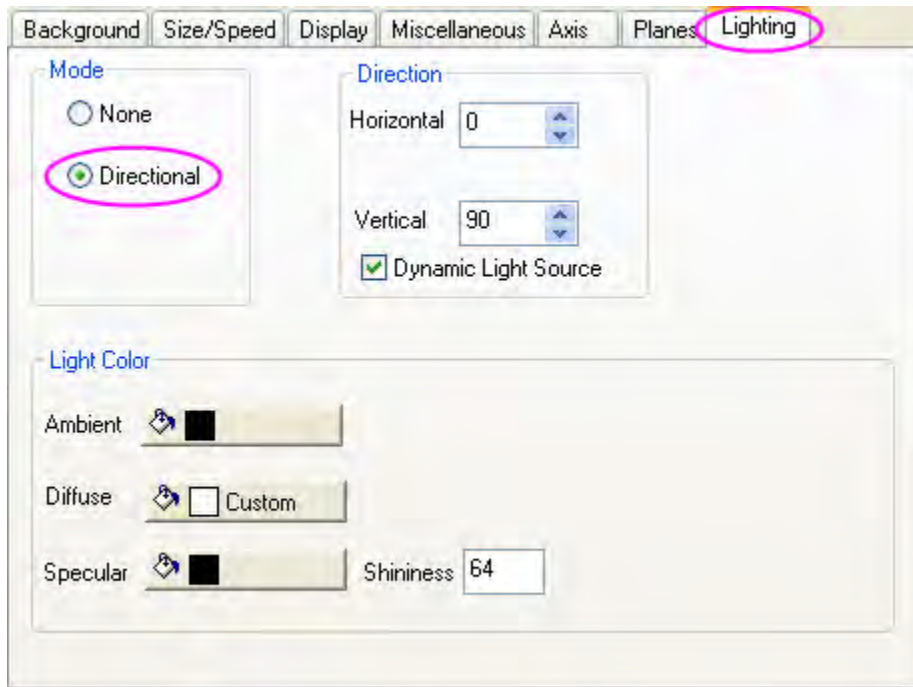 Background Size/Speed Display Miscellaneous Axis Planes Lighting
Mode
None
Directional
Direction
Horizontal 0
Vertical 90
Dynamic Light Source
Light Color
Ambient
Diffuse Custom
Specular Shininess 64